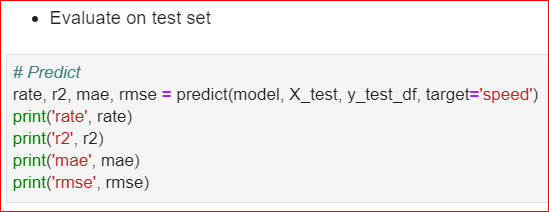 • Evaluate on test set
# Predict
rate, r2, mae, rmse = predict(model, X_test, y_test_df, target='speed')
print('rate', rate)
print('r2', r2)
print('mae', mae)
print('rmse', rmse)